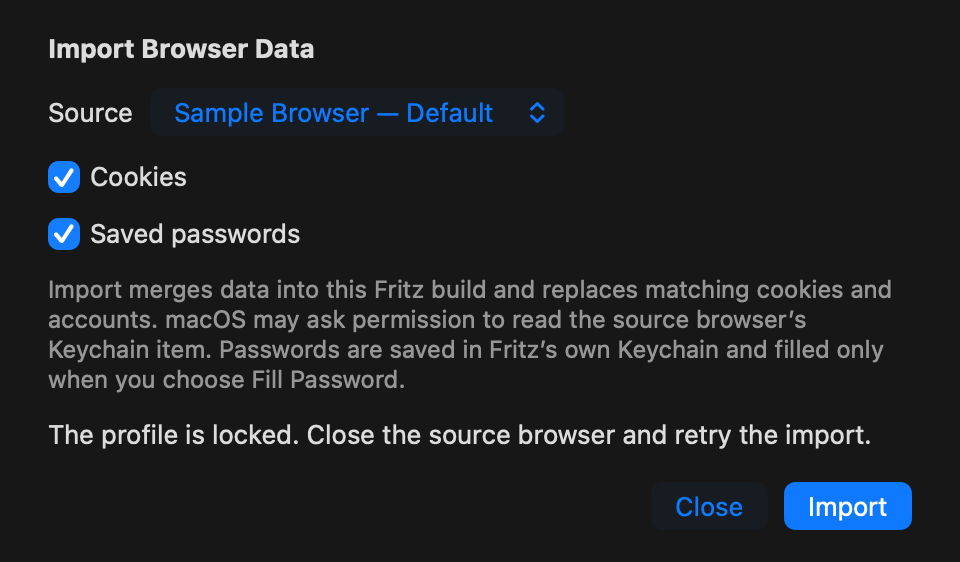 Import Browser Data
Source Sample Browser — Default
Cookies
Saved passwords
Import merges data into this Fritz build and replaces matching cookies and
accounts. macOS may ask permission to read the source browser’s
Keychain item. Passwords are saved in Fritz’s own Keychain and filled only
when you choose Fill Password.
The profile is locked. Close the source browser and retry the import.
Close Import